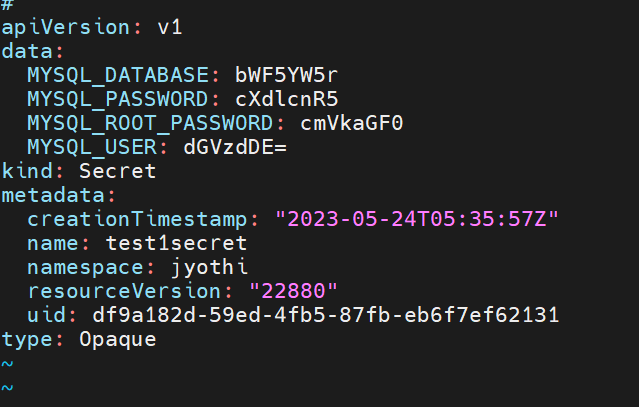 #
apiVersion: v1
data:
  MYSQL_DATABASE: bWF5YW5r
  MYSQL_PASSWORD: cXdlcnR5
  MYSQL_ROOT_PASSWORD: cmVkaGF0
  MYSQL_USER: dGVzdDE=
kind: Secret
metadata:
  creationTimestamp: "2023-05-24T05:35:57Z"
  name: test1secret
  namespace: jyothi
  resourceVersion: "22880"
  uid: df9a182d-59ed-4fb5-87fb-eb6f7ef62131
type: Opaque
~
~